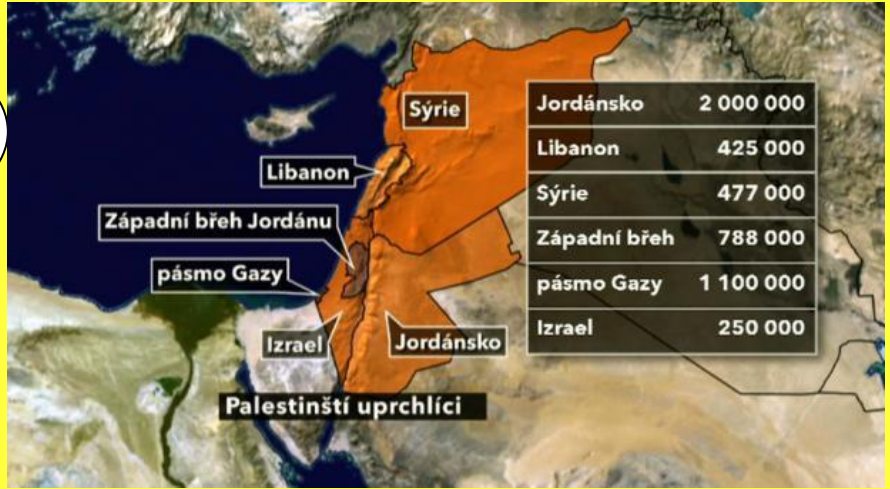 Sýrie
Libanon
Západní břeh Jordánu
pásmo Gazy
Izrael
Jordánsko
Palestinští uprchlíci
Jordánsko 2 000 000
Libanon 425 000
Sýrie 477 000
Západní břeh 788 000
pásmo Gazy 1 100 000
Izrael 250 000